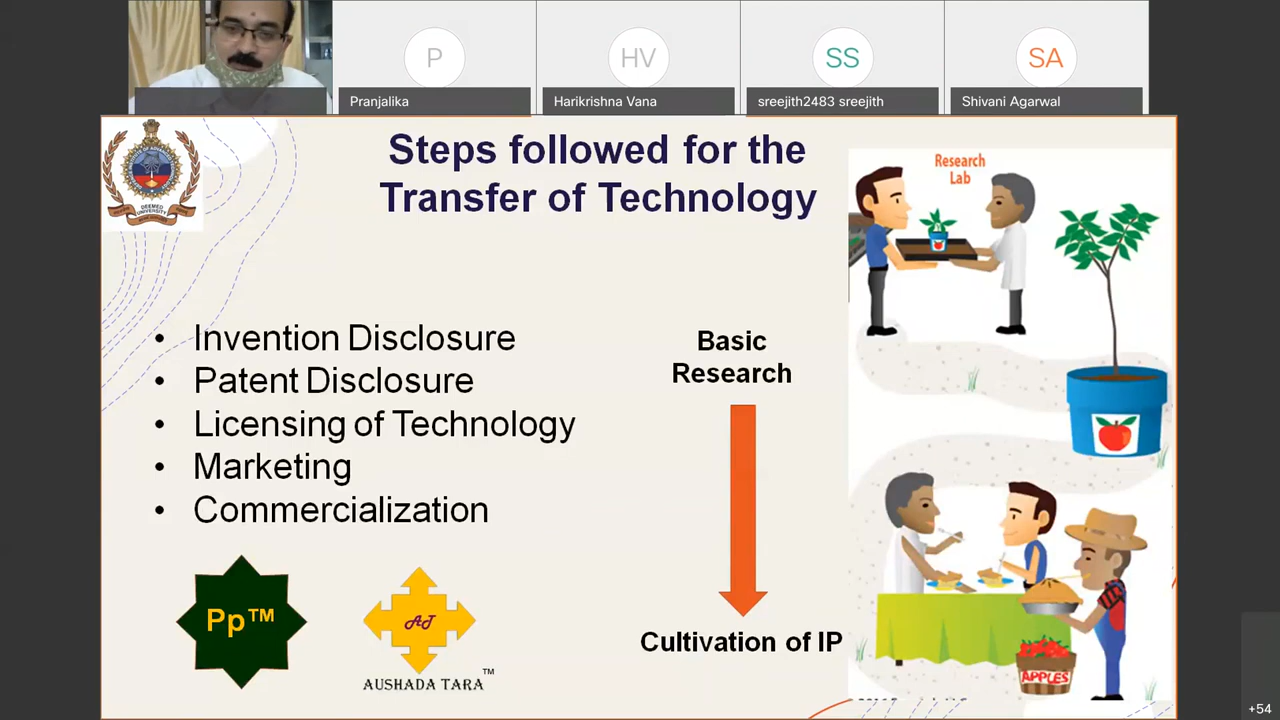 P
HV
SS
SA
Pranjalika
Harikrishna Vana
sreejith2483 sreejith
Shivani Agarwal
Steps followed for the
Transfer of Technology
Research
Lab
DEEMED
UNIVERSITY
• Invention Disclosure
• Patent Disclosure
• Licensing of Technology
• Marketing
• Commercialization
Basic
Research
Cultivation of IP
Pp™
AT
AUSHADA TARA™
APPLES
+54